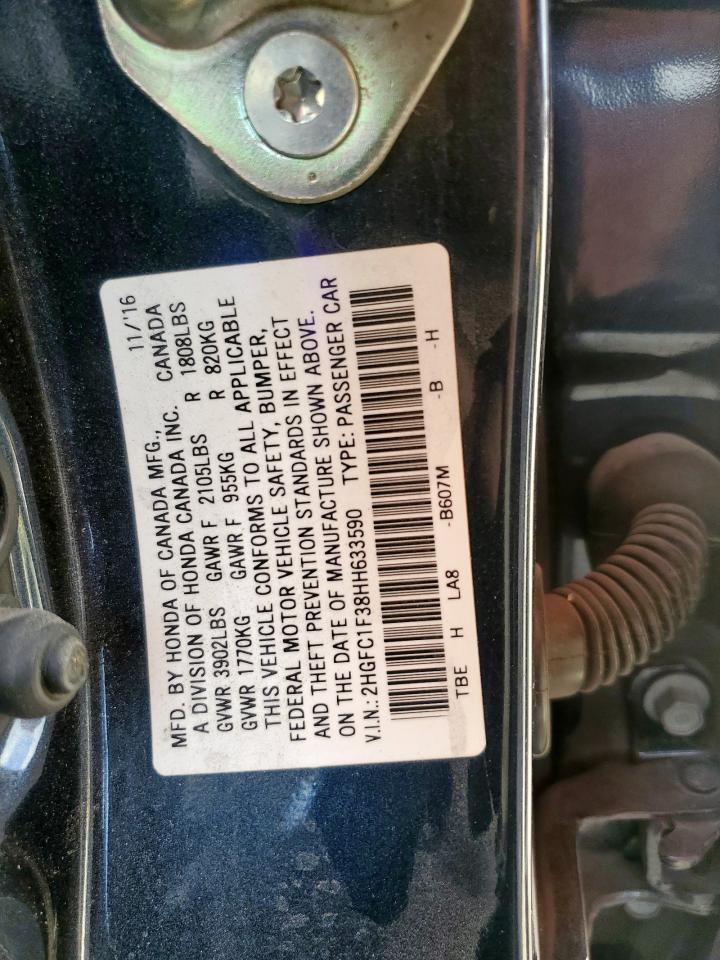 11/'16
MFD. BY HONDA OF CANADA MFG.,
A DIVISION OF HONDA CANADA INC. CANADA
GVWR 3902LBS GAWR F 2105LBS R 1808LBS
GVWR 1770KG GAWR F 955KG R 820KG
THIS VEHICLE CONFORMS TO ALL APPLICABLE
FEDERAL MOTOR VEHICLE SAFETY, BUMPER,
AND THEFT PREVENTION STANDARDS IN EFFECT
ON THE DATE OF MANUFACTURE SHOWN ABOVE.
V.I.N.: 2HGFC1F38HH633590 TYPE: PASSENGER CAR
TBE H LA8 -B607M -B -H